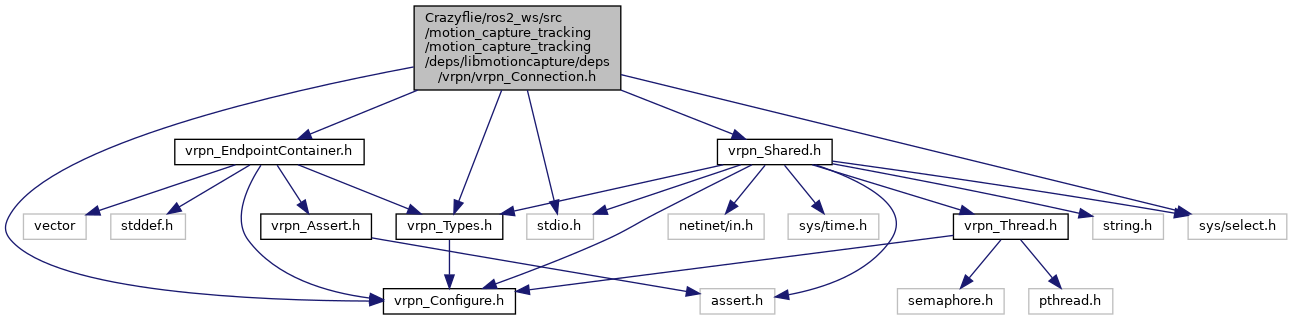 Crazyflie/ros2_ws/src
/motion_capture_tracking
/motion_capture_tracking
/deps/libmotioncapture/deps
/vrpn/vrpn_Connection.h
vrpn_EndpointContainer.h
vrpn_Shared.h
vector
stddef.h
vrpn_Assert.h
vrpn_Types.h
stdio.h
netinet/in.h
sys/time.h
vrpn_Thread.h
string.h
sys/select.h
vrpn_Configure.h
assert.h
semaphore.h
pthread.h